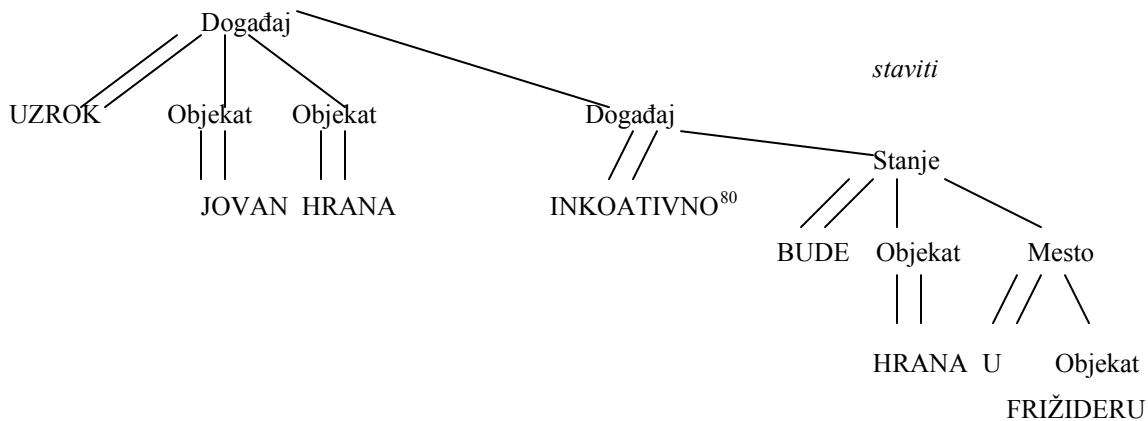 Događaj
staviti
UZROK Objekat Objekat Događaj
Stanje
JOVAN HRANA INKOATIVNO80
BUDE Objekat Mesto
HRANA U Objekat
FRIŽIDERU